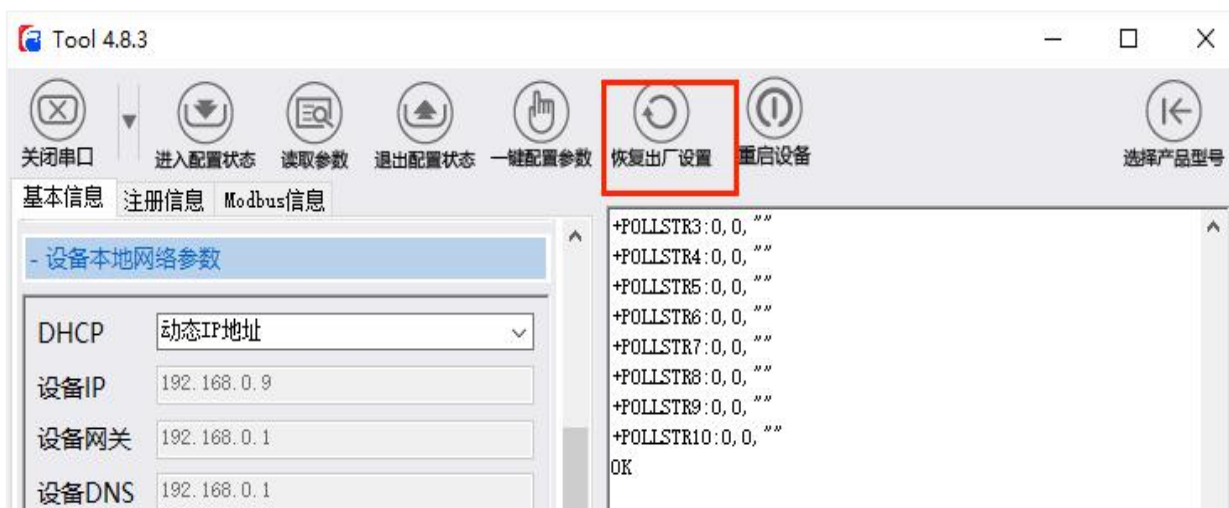 Tool 4.8.3
关闭串口
进入配置状态
读取参数
退出配置状态
一键配置参数
恢复出厂设置
重启设备
选择产品型号
基本信息
注册信息
Modbus信息
- 设备本地网络参数
DHCP
动态IP地址
设备IP
192.168.0.9
设备网关
192.168.0.1
设备DNS
192.168.0.1
+POLLSTR3:0,0,""
+POLLSTR4:0,0,""
+POLLSTR5:0,0,""
+POLLSTR6:0,0,""
+POLLSTR7:0,0,""
+POLLSTR8:0,0,""
+POLLSTR9:0,0,""
+POLLSTR10:0,0,""
OK